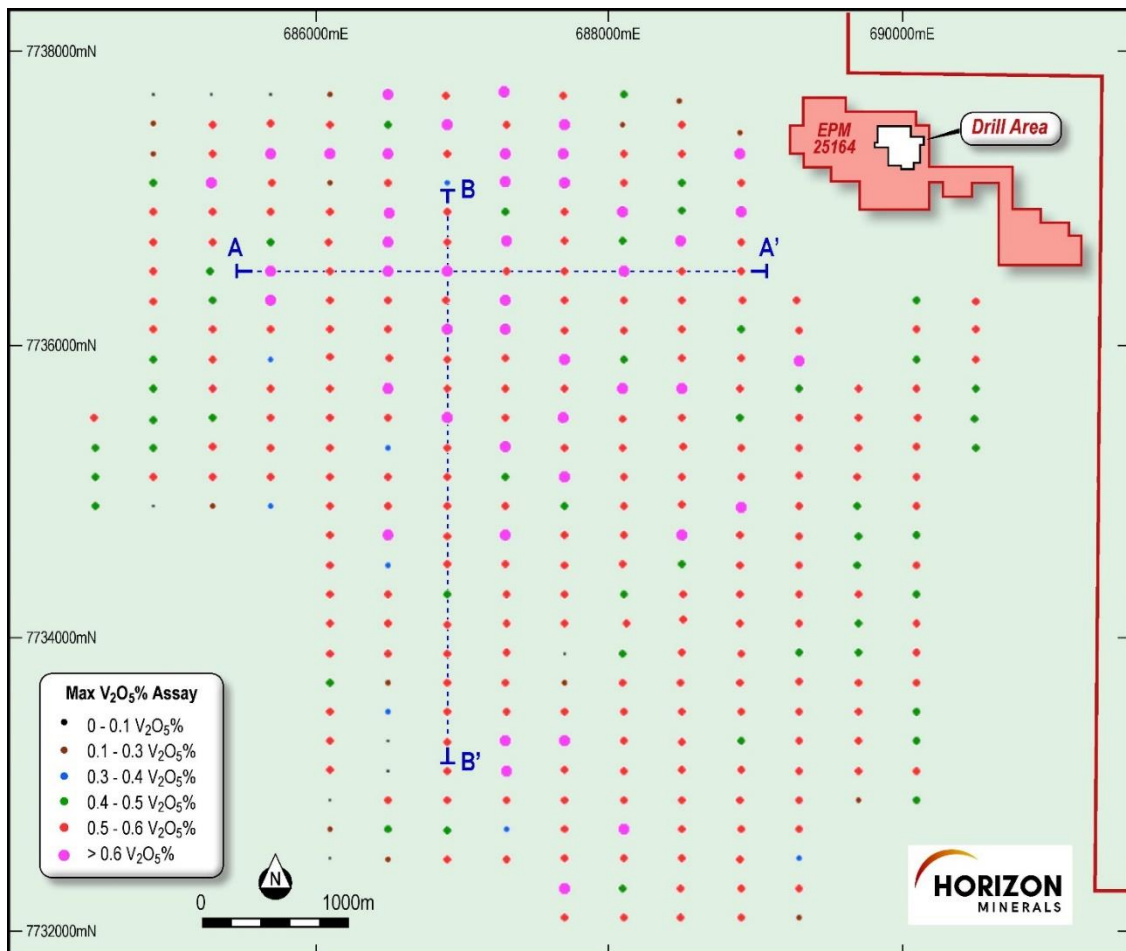 686000mE
688000mE
690000mE
7738000mN
EPM
25164
Drill Area
B
A
A'
7736000mN
7734000mN
B'
Max V₂O₅% Assay
0 - 0.1 V₂O₅%
0.1 - 0.3 V₂O₅%
0.3 - 0.4 V₂O₅%
0.4 - 0.5 V₂O₅%
0.5 - 0.6 V₂O₅%
> 0.6 V₂O₅%
N
0
1000m
HORIZON
MINERALS
7732000mN